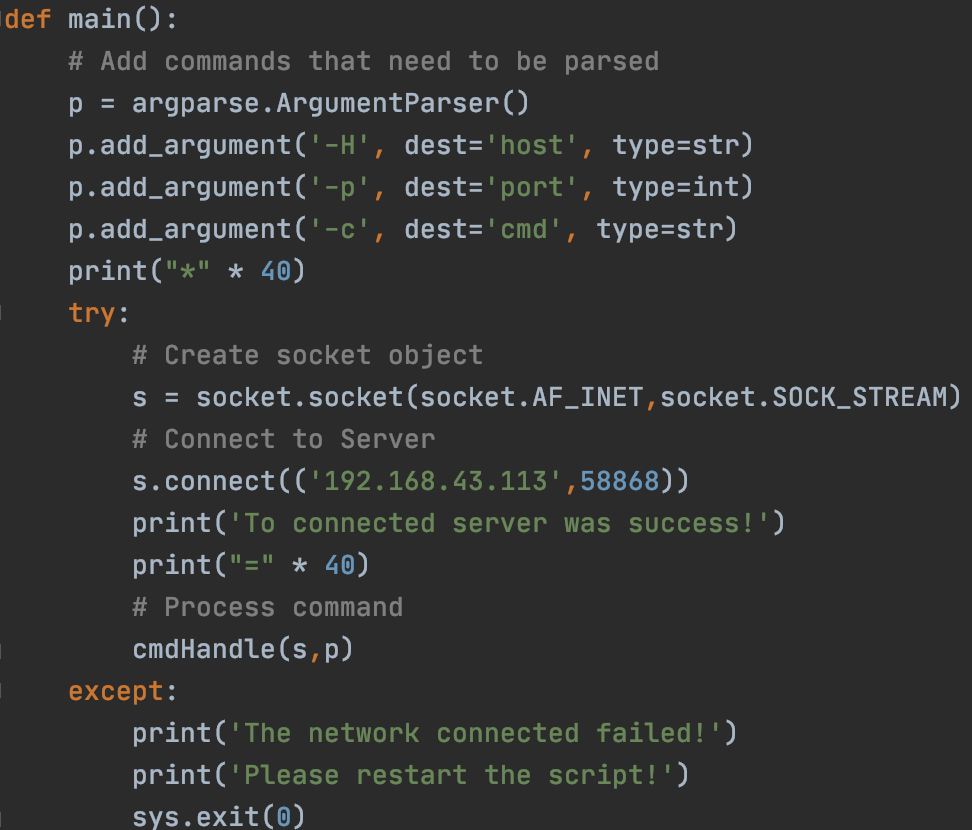 def main():
    # Add commands that need to be parsed
    p = argparse.ArgumentParser()
    p.add_argument('-H', dest='host', type=str)
    p.add_argument('-p', dest='port', type=int)
    p.add_argument('-c', dest='cmd', type=str)
    print("*" * 40)
    try:
        # Create socket object
        s = socket.socket(socket.AF_INET,socket.SOCK_STREAM)
        # Connect to Server
        s.connect(('192.168.43.113',58868))
        print('To connected server was success!')
        print("=" * 40)
        # Process command
        cmdHandle(s,p)
    except:
        print('The network connected failed!')
        print('Please restart the script!')
        sys.exit(0)